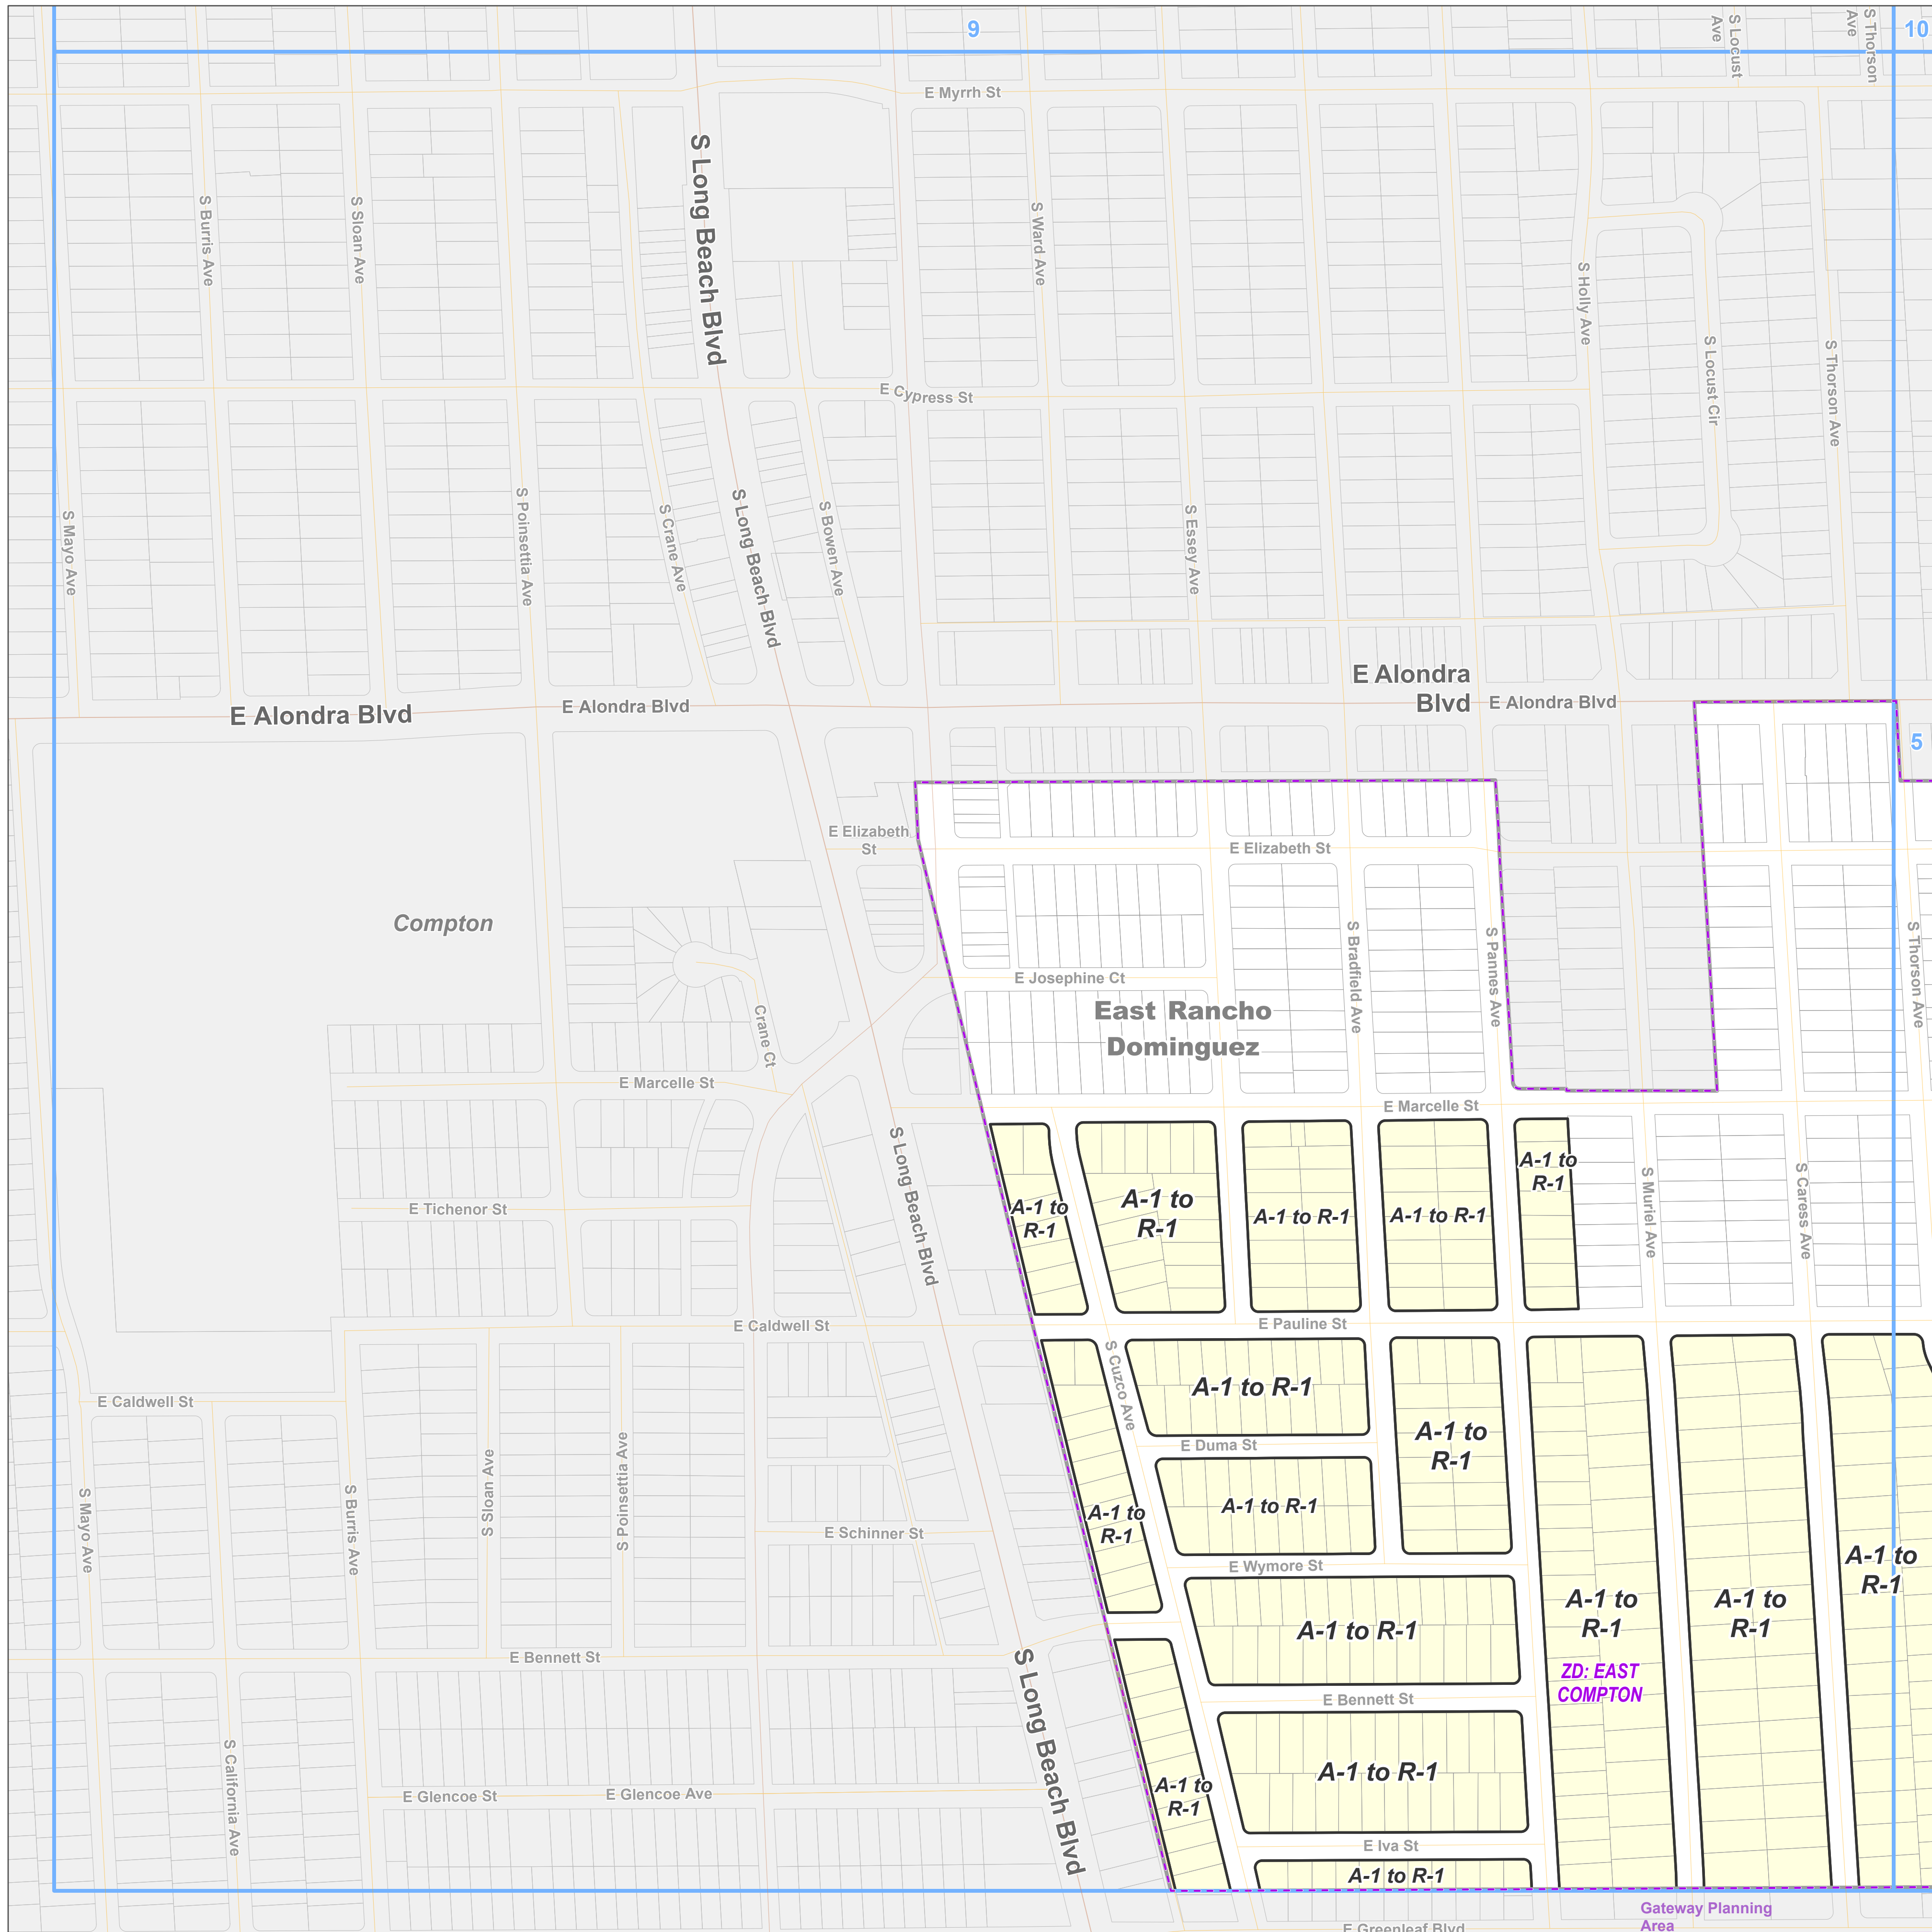 9
10
S Locust
Ave
S Thorson
Ave
E Myrrh St
S Long Beach Blvd
S Burris Ave
S Sloan Ave
S Ward Ave
S Holly Ave
S Locust Cir
S Thorson Ave
E Cypress St
S Mayo Ave
S Poinsettia Ave
S Crane Ave
S Long Beach Blvd
S Bowen Ave
S Essey Ave
E Alondra
Blvd
E Alondra Blvd
E Alondra Blvd
E Alondra Blvd
5
E Elizabeth
St
E Elizabeth St
Compton
S Bradfield Ave
S Pannes Ave
S Thorson Ave
E Josephine Ct
East Rancho
Dominguez
Crane Ct
E Marcelle St
E Marcelle St
S Long Beach Blvd
A-1 to
R-1
A-1 to
R-1
A-1 to R-1
A-1 to R-1
A-1 to
R-1
S Muriel Ave
S Caress Ave
E Tichenor St
E Caldwell St
E Pauline St
S Cuzco Ave
E Caldwell St
A-1 to R-1
A-1 to
R-1
E Duma St
S Mayo Ave
S Burris Ave
S Sloan Ave
S Poinsettia Ave
E Schinner St
A-1 to
R-1
A-1 to R-1
E Wymore St
A-1 to
R-1
A-1 to
R-1
A-1 to
R-1
A-1 to R-1
E Bennett St
ZD: EAST
COMPTON
S Long Beach Blvd
E Bennett St
S California Ave
E Glencoe St
E Glencoe Ave
A-1 to
R-1
A-1 to R-1
E Iva St
A-1 to R-1
Gateway Planning
Area
E Greenleaf Blvd